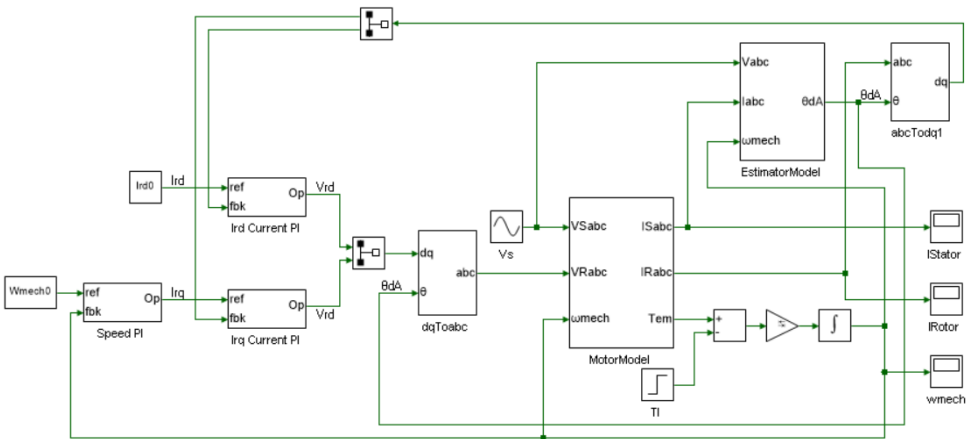 Vabc
Iabc
ωmech
θdA
EstimatorModel
θdA
abc
θ
dq
abcTodq1
Ird0
Ird
ref
fbk
Op
Ird Current PI
Vrd
Wmech0
ref
fbk
Op
Speed PI
Irq
ref
fbk
Op
Irq Current PI
Vrd
θdA
dq
θ
abc
dqToabc
Vs
VSabc
VRabc
ωmech
ISabc
IRabc
Tem
MotorModel
Tl
+
-
∫
IStator
IRotor
wmech